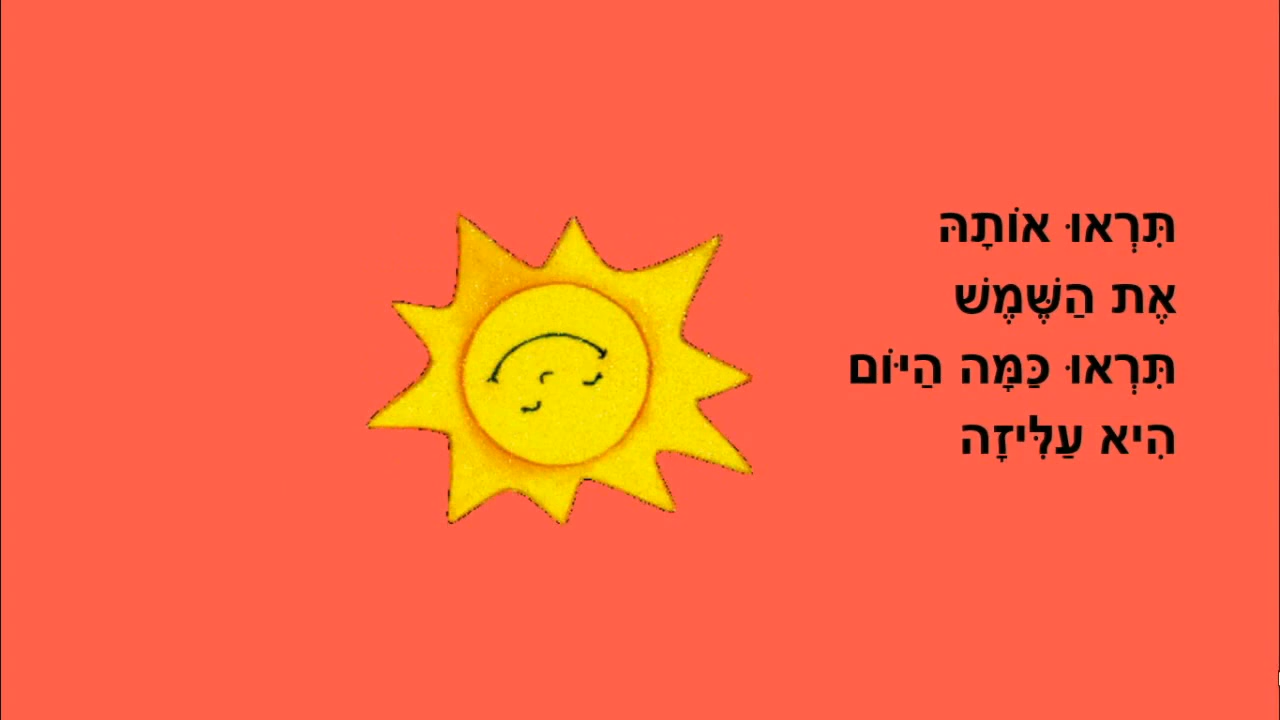 תִּרְאוּ אוֹתָהּ
אֶת הַשֶּׁמֶשׁ
תִּרְאוּ כַּמָּה הַיּוֹם
הִיא עַלִּיזָה